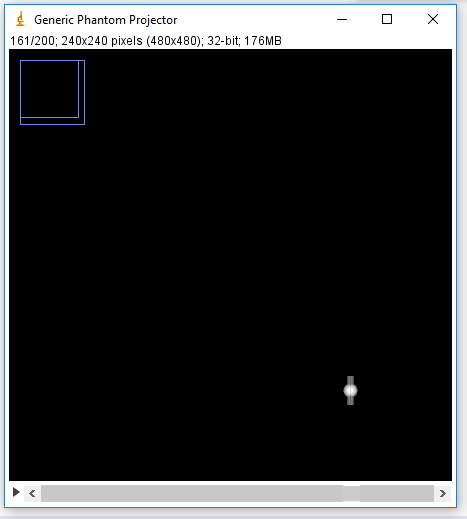 Generic Phantom Projector
161/200; 240x240 pixels (480x480); 32-bit; 176MB